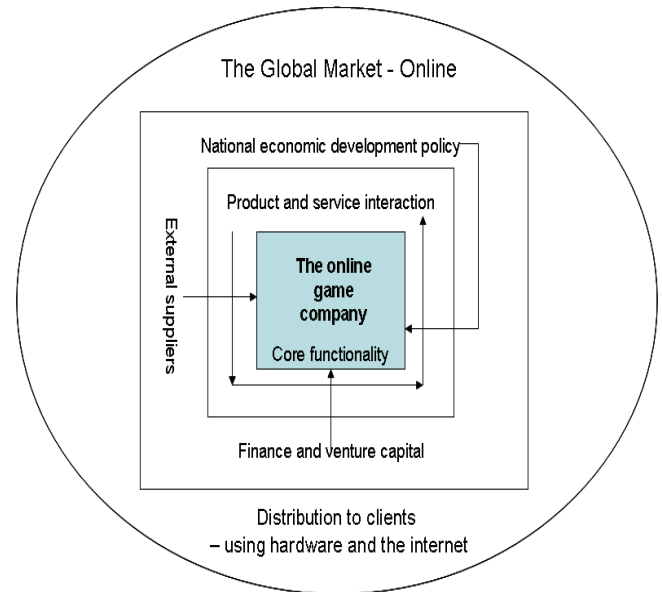 The Global Market - Online
National economic development policy
Product and service interaction
External suppliers
The online
game
company
Core functionality
Finance and venture capital
Distribution to clients
– using hardware and the internet